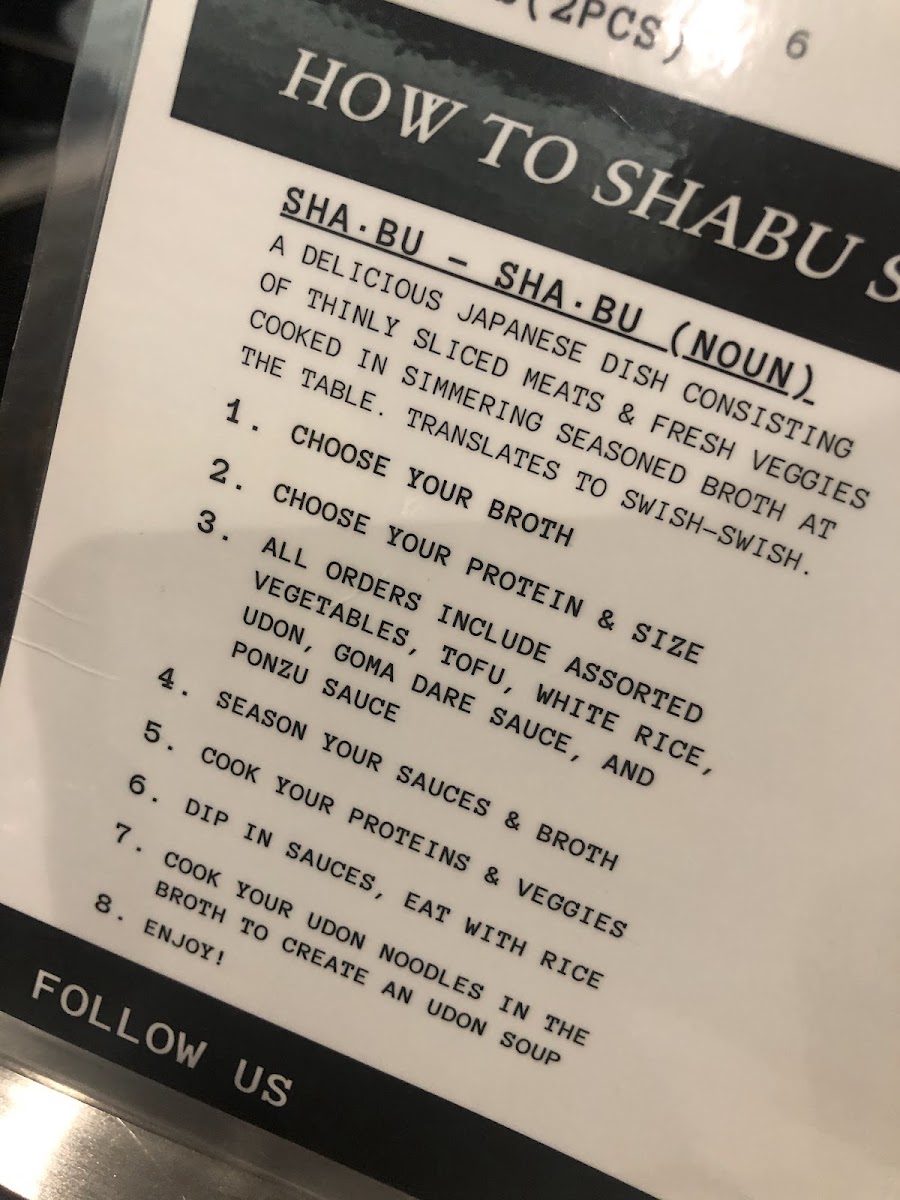 (2PCS) 6
HOW TO SHABU
SHA·BU – SHA·BU (NOUN)
A DELICIOUS JAPANESE DISH CONSISTING
OF THINLY SLICED MEATS & FRESH VEGGIES
COOKED IN SIMMERING SEASONED BROTH AT
THE TABLE. TRANSLATES TO SWISH–SWISH.
1. CHOOSE YOUR BROTH
2. CHOOSE YOUR PROTEIN & SIZE
3. ALL ORDERS INCLUDE ASSORTED
VEGETABLES, TOFU, WHITE RICE,
UDON, GOMA DARE SAUCE, AND
PONZU SAUCE
4. SEASON YOUR SAUCES & BROTH
5. COOK YOUR PROTEINS & VEGGIES
6. DIP IN SAUCES, EAT WITH RICE
7. COOK YOUR UDON NOODLES IN THE
BROTH TO CREATE AN UDON SOUP
8. ENJOY!
FOLLOW US